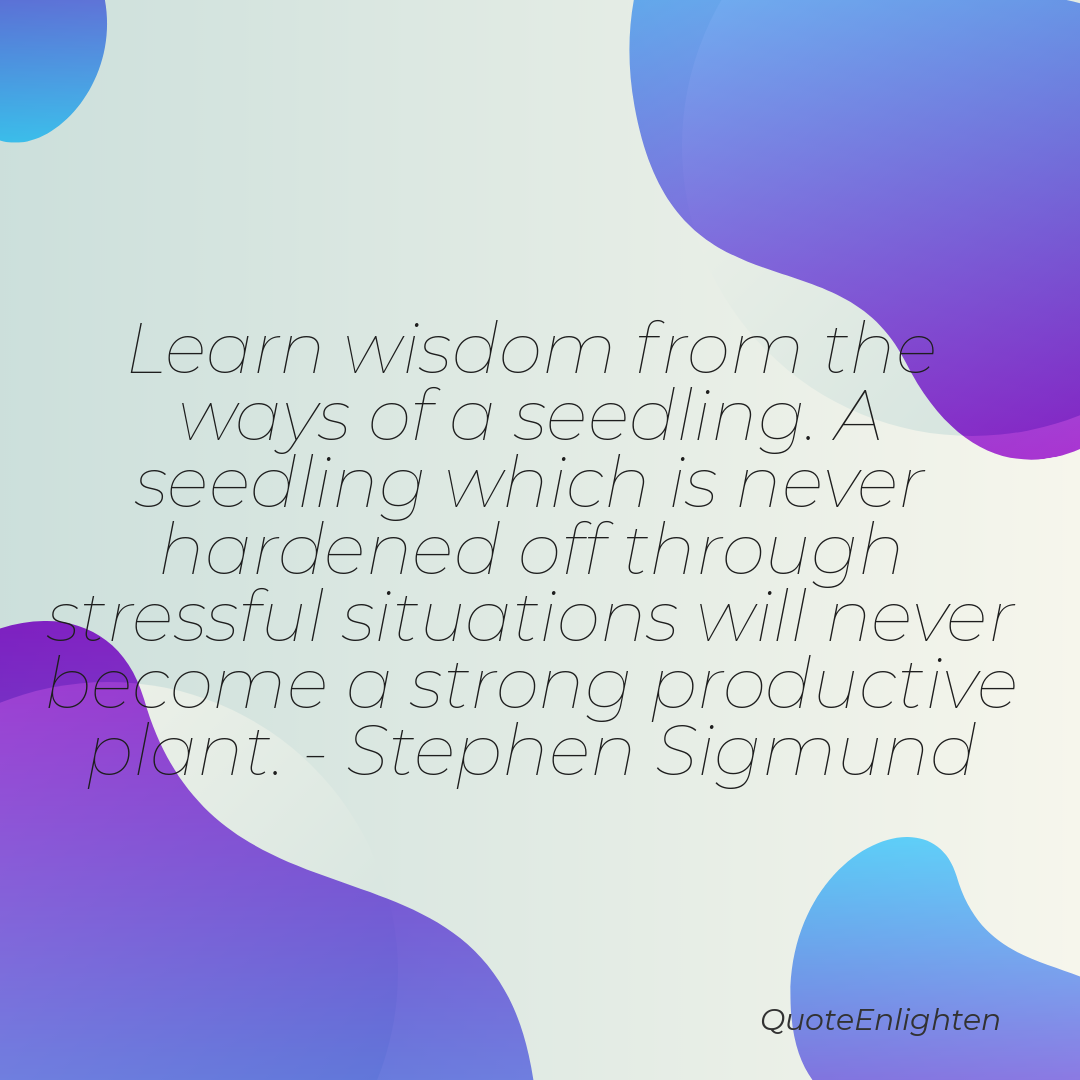 Learn wisdom from the
ways of a seedling. A
seedling which is never
hardened off through
stressful situations will never
become a strong productive
plant. - Stephen Sigmund
QuoteEnlighten